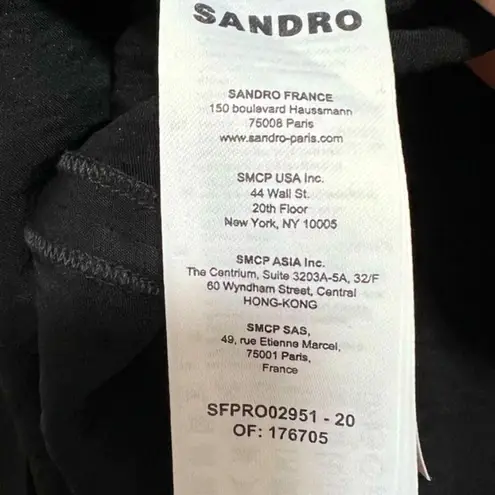 SANDRO
SANDRO FRANCE
150 boulevard Haussmann
75008 Paris
www.sandro-paris.com
SMCP USA Inc.
44 Wall St.
20th Floor
New York, NY 10005
SMCP ASIA Inc.
The Centrium, Suite 3203A-5A, 32/F
60 Wyndham Street, Central
HONG-KONG
SMCP SAS,
49, rue Etienne Marcel,
75001 Paris,
France
SFPRO02951 - 20
OF: 176705